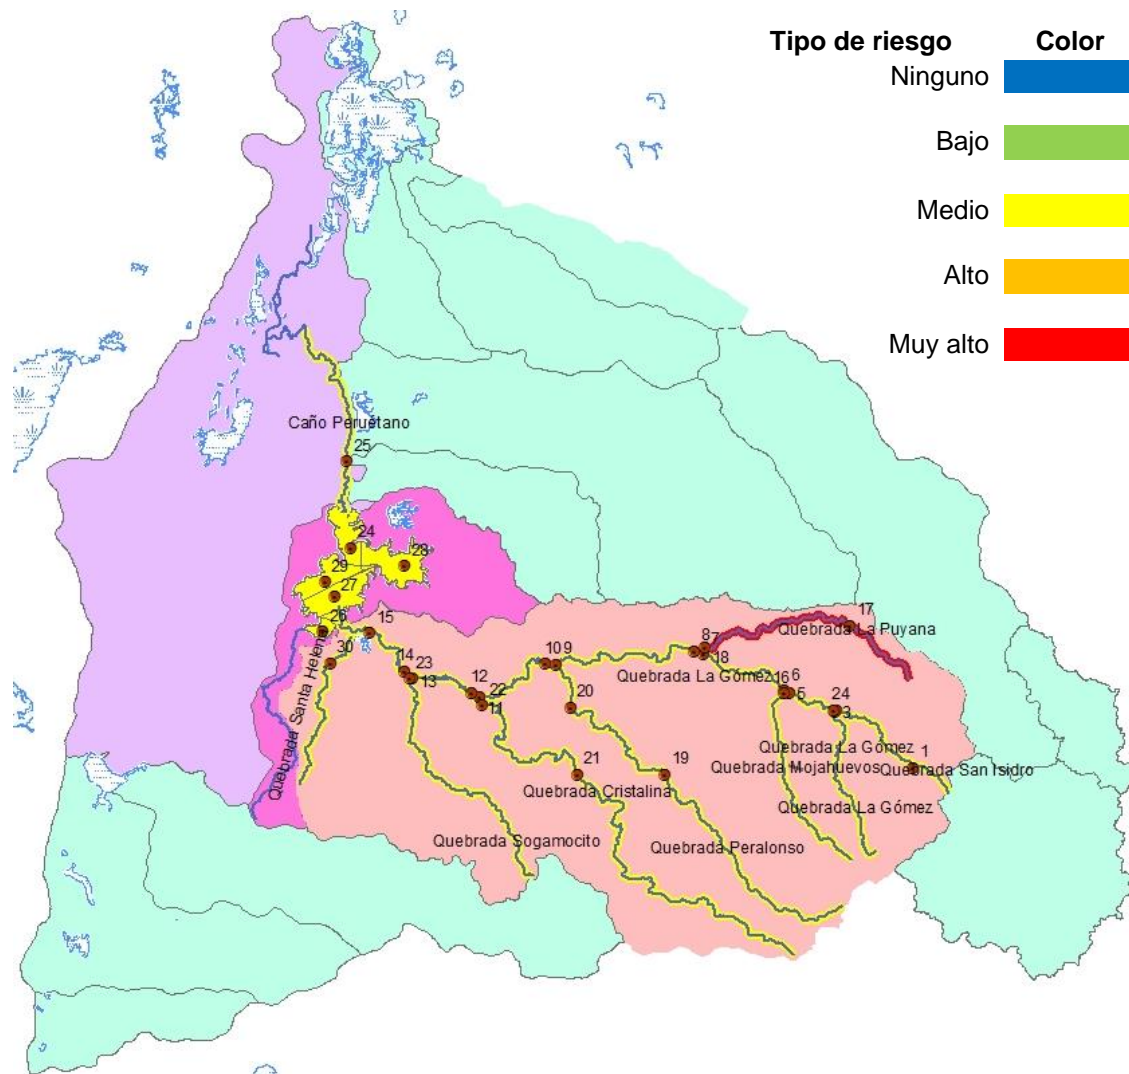 Tipo de riesgo Color
Ninguno
Bajo
Medio
Alto
Muy alto
Caño Peruétano
25
24
28
29
27
26
15
30
14
23
13
12
22
11
10
9
8
7
18
17
Quebrada La Puyana
Quebrada La Gómez
16
6
5
24
3
20
21
19
1
Quebrada La Gómez
Quebrada Mojahuevos
Quebrada San Isidro
Quebrada Cristalina
Quebrada La Gómez
Quebrada Sogamocito
Quebrada Peralonso
Quebrada Santa Helena